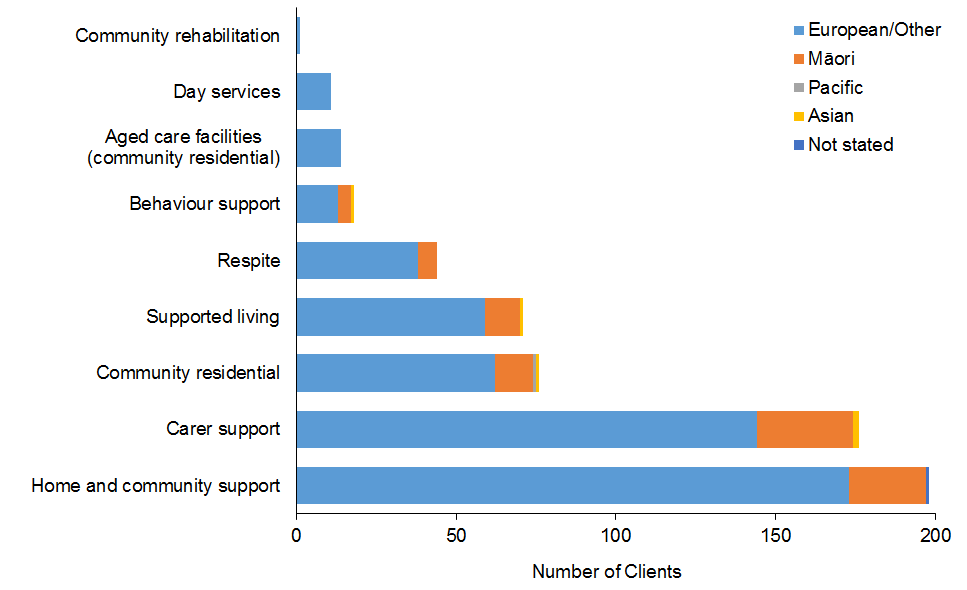 Community rehabilitation
Day services
Aged care facilities
(community residential)
Behaviour support
Respite
Supported living
Community residential
Carer support
Home and community support
European/Other
Māori
Pacific
Asian
Not stated
0 50 100 150 200
Number of Clients